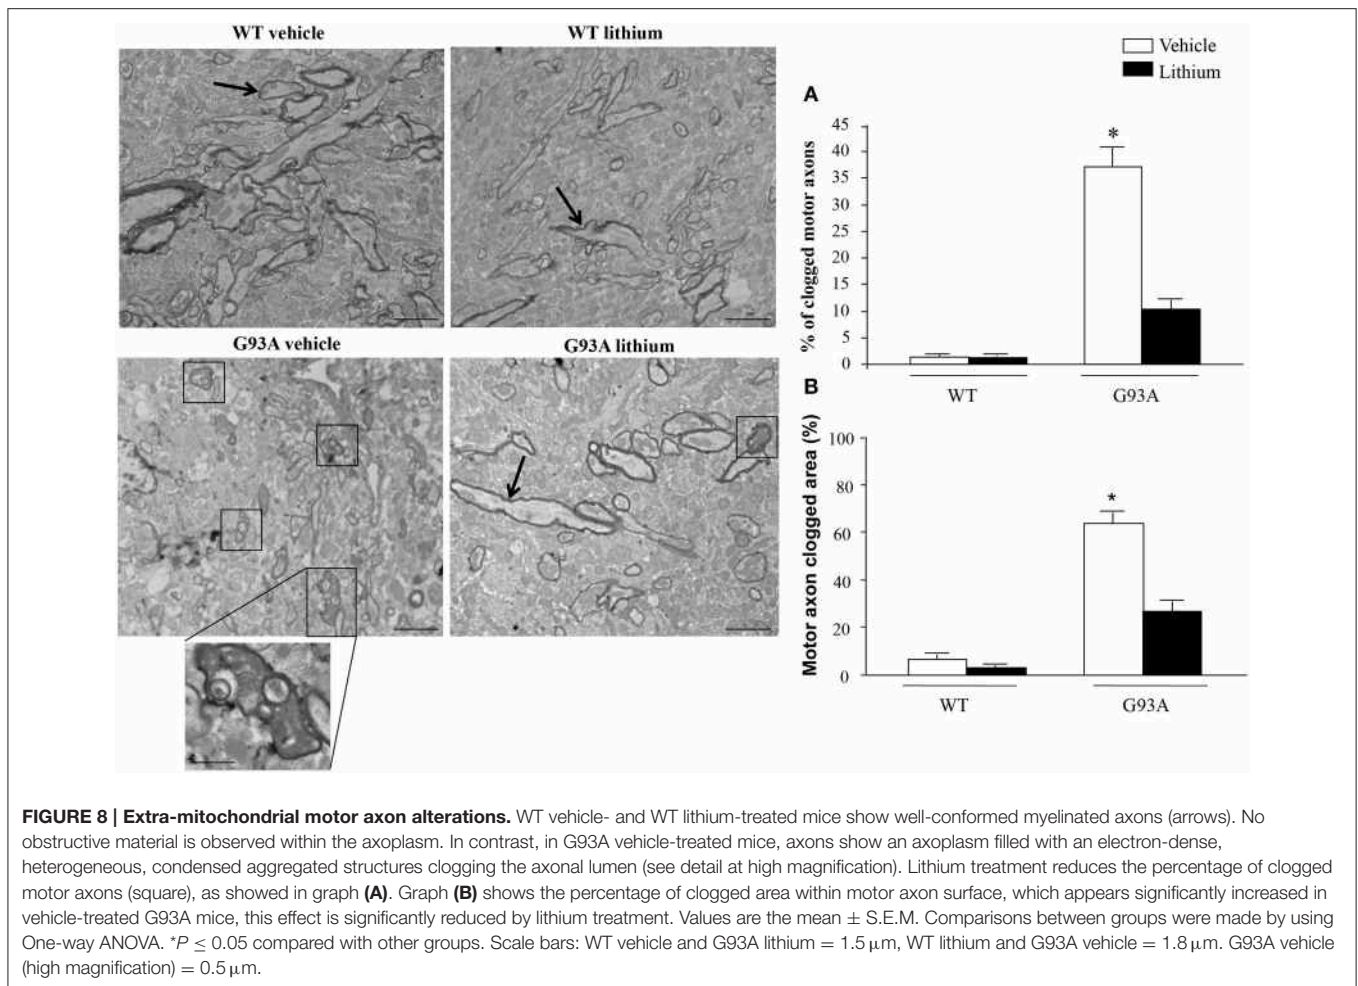 WT vehicle
WT lithium
G93A vehicle
G93A lithium
Vehicle
Lithium
A
% of clogged motor axons
45
40
35
30
25
20
15
10
5
0
*
WT
G93A
B
Motor axon clogged area (%)
100
80
60
40
20
0
*
WT
G93A
FIGURE 8 | Extra-mitochondrial motor axon alterations. WT vehicle- and WT lithium-treated mice show well-conformed myelinated axons (arrows). No
obstructive material is observed within the axoplasm. In contrast, in G93A vehicle-treated mice, axons show an axoplasm filled with an electron-dense,
heterogeneous, condensed aggregated structures clogging the axonal lumen (see detail at high magnification). Lithium treatment reduces the percentage of clogged
motor axons (square), as showed in graph (A). Graph (B) shows the percentage of clogged area within motor axon surface, which appears significantly increased in
vehicle-treated G93A mice, this effect is significantly reduced by lithium treatment. Values are the mean ± S.E.M. Comparisons between groups were made by using
One-way ANOVA. *P ≤ 0.05 compared with other groups. Scale bars: WT vehicle and G93A lithium = 1.5 μm, WT lithium and G93A vehicle = 1.8 μm. G93A vehicle
(high magnification) = 0.5 μm.